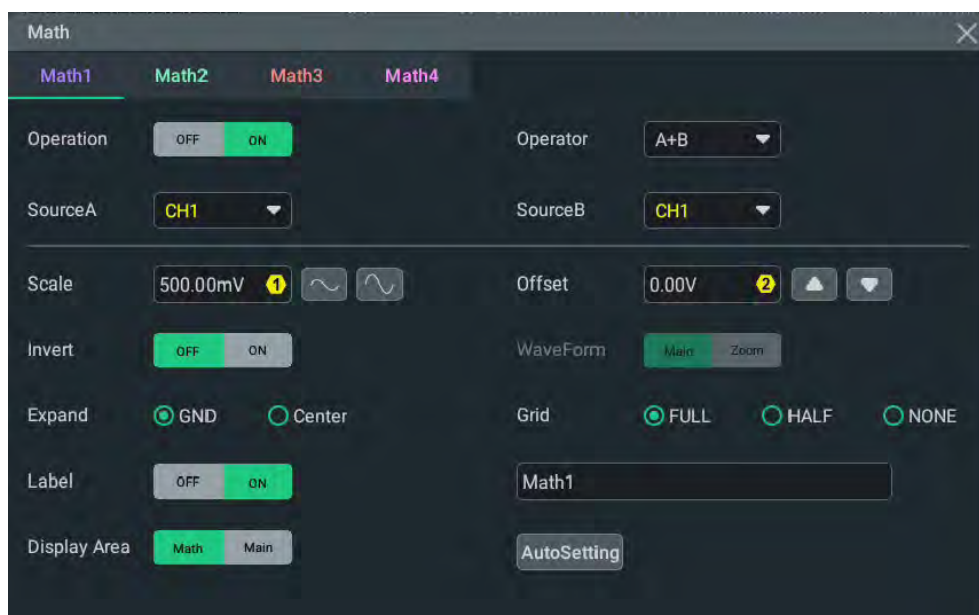 Math
Math1 Math2 Math3 Math4
Operation OFF ON Operator A+B
SourceA CH1 SourceB CH1
Scale 500.00mV 1 Offset 0.00V 2
Invert OFF ON WaveForm Main Zoom
Expand GND Center Grid FULL HALF NONE
Label OFF ON Math1
Display Area Math Main AutoSetting